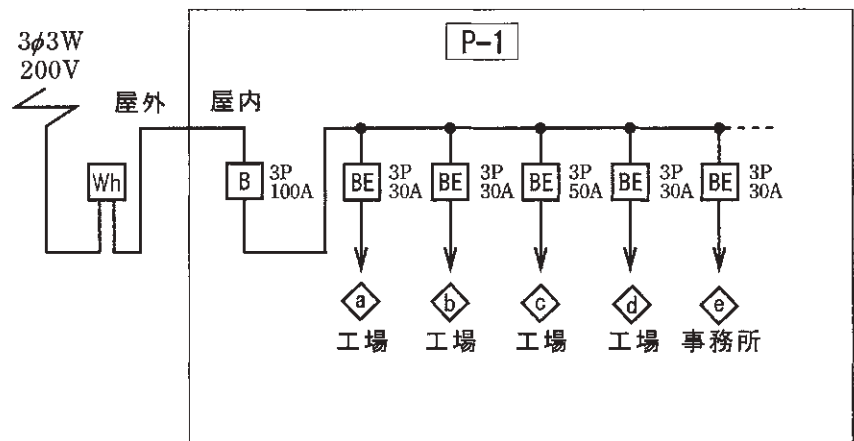 P-1
3φ3W
200V
屋外 屋内
Wh
B 3P 100A
BE 3P 30A
BE 3P 30A
BE 3P 50A
BE 3P 30A
BE 3P 30A
a b c d e
工場 工場 工場 工場 事務所